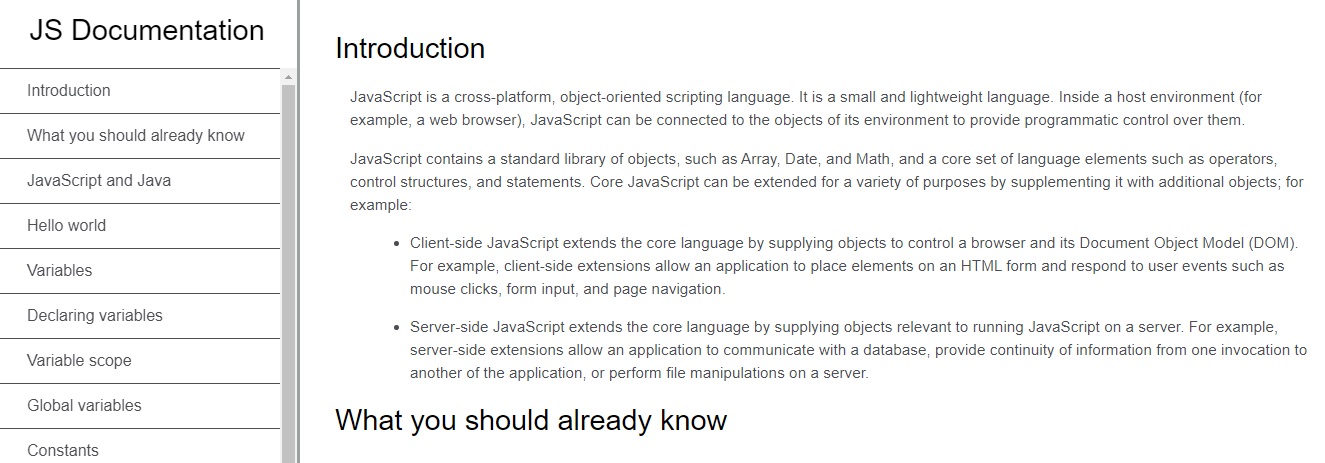 JS Documentation
Introduction
What you should already know
JavaScript and Java
Hello world
Variables
Declaring variables
Variable scope
Global variables
Constants
Introduction
JavaScript is a cross-platform, object-oriented scripting language. It is a small and lightweight language. Inside a host environment (for
example, a web browser), JavaScript can be connected to the objects of its environment to provide programmatic control over them.
JavaScript contains a standard library of objects, such as Array, Date, and Math, and a core set of language elements such as operators,
control structures, and statements. Core JavaScript can be extended for a variety of purposes by supplementing it with additional objects; for
example:
• Client-side JavaScript extends the core language by supplying objects to control a browser and its Document Object Model (DOM).
For example, client-side extensions allow an application to place elements on an HTML form and respond to user events such as
mouse clicks, form input, and page navigation.
• Server-side JavaScript extends the core language by supplying objects relevant to running JavaScript on a server. For example,
server-side extensions allow an application to communicate with a database, provide continuity of information from one invocation to
another of the application, or perform file manipulations on a server.
What you should already know